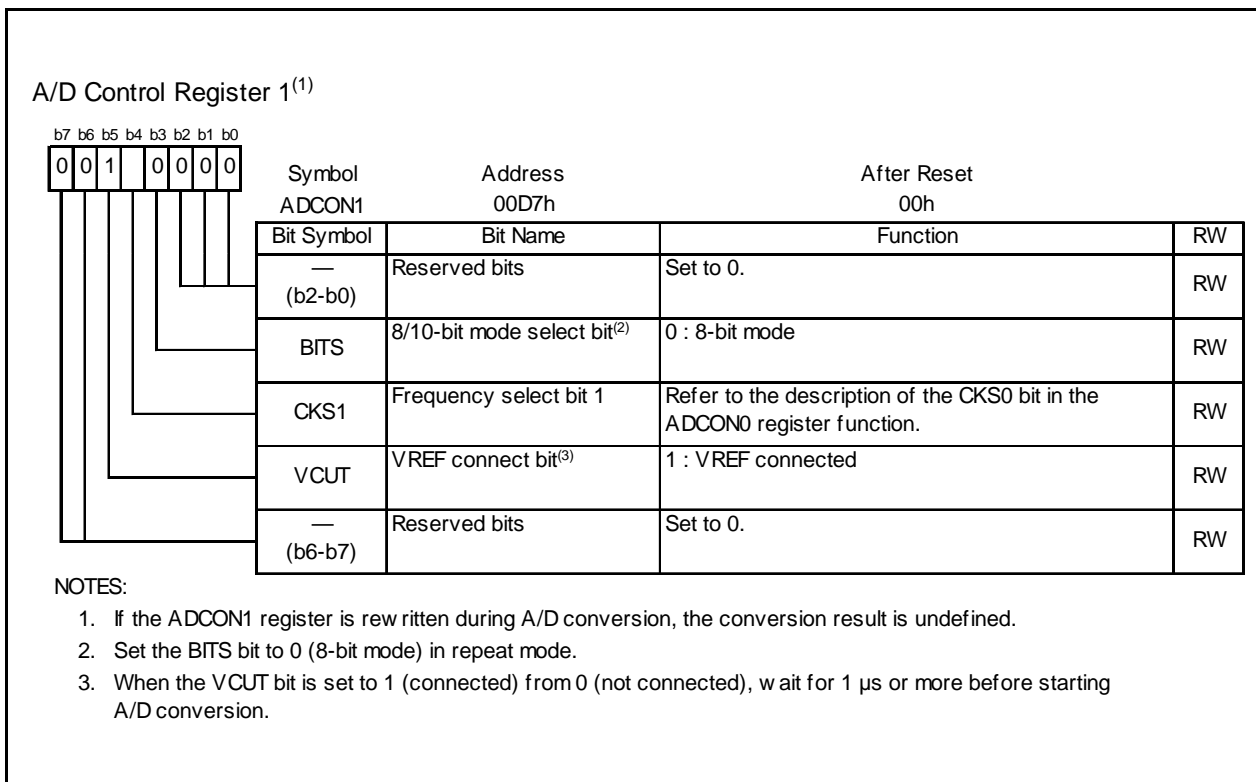 A/D Control Register 1(1)
b7 b6 b5 b4 b3 b2 b1 b0
0 0 1 0 0 0 0
Symbol Address After Reset
ADCON1 00D7h 00h
Bit Symbol Bit Name Function RW
— (b2-b0) Reserved bits Set to 0. RW
BITS 8/10-bit mode select bit(2) 0 : 8-bit mode RW
CKS1 Frequency select bit 1 Refer to the description of the CKS0 bit in the
ADCON0 register function. RW
VCUT VREF connect bit(3) 1 : VREF connected RW
— (b6-b7) Reserved bits Set to 0. RW
NOTES:
1. If the ADCON1 register is rewritten during A/D conversion, the conversion result is undefined.
2. Set the BITS bit to 0 (8-bit mode) in repeat mode.
3. When the VCUT bit is set to 1 (connected) from 0 (not connected), wait for 1 µs or more before starting
A/D conversion.